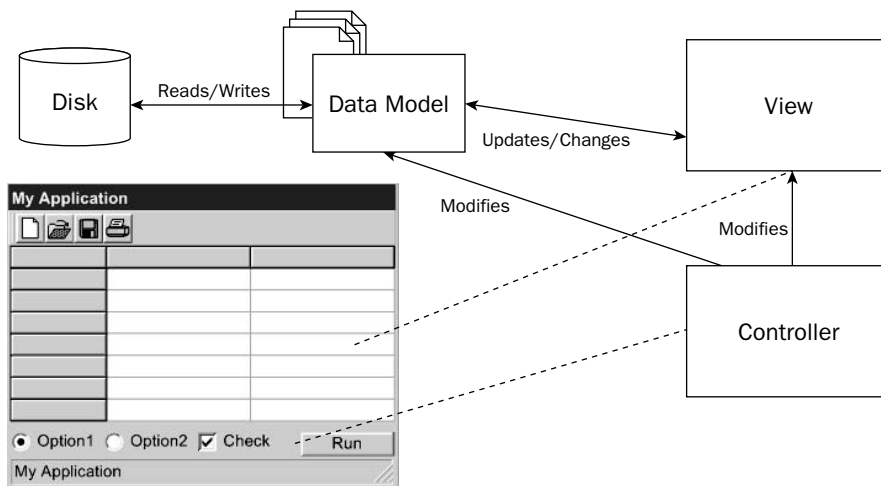 Disk
Reads/Writes
Data Model
Updates/Changes
View
Modifies
Modifies
Controller
My Application
Option1
Option2
Check
Run
My Application